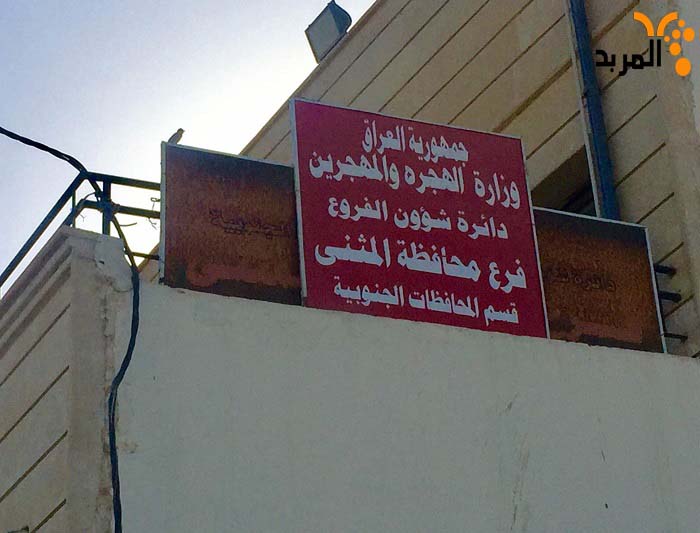 المربد
جمهورية العراق
وزارة الهجره والمهجرين
دائرة شؤون الفروع
فرع محافظة المثنى
قسم المحافظات الجنوبية